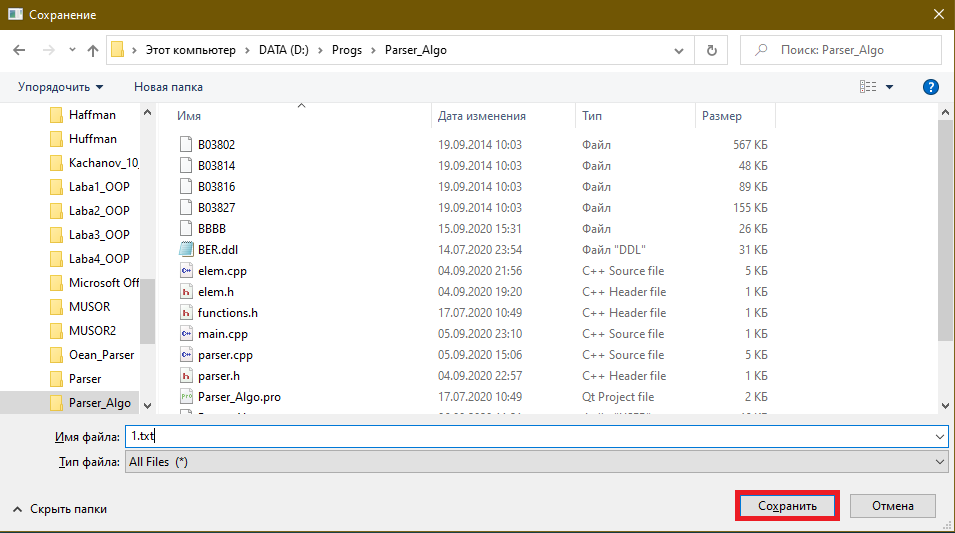 Сохранение
Этот компьютер > DATA (D:) > Progs > Parser_Algo
Поиск: Parser_Algo
Упорядочить
Новая папка
Haffman
Huffman
Kachanov_10_
Laba1_OOP
Laba2_OOP
Laba3_OOP
Laba4_OOP
Microsoft Off
MUSOR
MUSOR2
Oean_Parser
Parser
Parser_Algo
Имя Дата изменения Тип Размер
B03802 19.09.2014 10:03 Файл 567 КБ
B03814 19.09.2014 10:03 Файл 48 КБ
B03816 19.09.2014 10:03 Файл 89 КБ
B03827 19.09.2014 10:03 Файл 155 КБ
BBBB 15.09.2020 15:31 Файл 26 КБ
BER.ddl 14.07.2020 23:54 Файл "DDL" 31 КБ
elem.cpp 04.09.2020 21:56 C++ Source file 5 КБ
elem.h 04.09.2020 19:20 C++ Header file 1 КБ
functions.h 17.07.2020 10:49 C++ Header file 1 КБ
main.cpp 05.09.2020 23:10 C++ Source file 1 КБ
parser.cpp 05.09.2020 15:06 C++ Source file 5 КБ
parser.h 04.09.2020 22:57 C++ Header file 1 КБ
Parser_Algo.pro 17.07.2020 10:49 Qt Project file 2 КБ
Имя файла: 1.txt
Тип файла: All Files (*)
Скрыть папки
Сохранить
Отмена